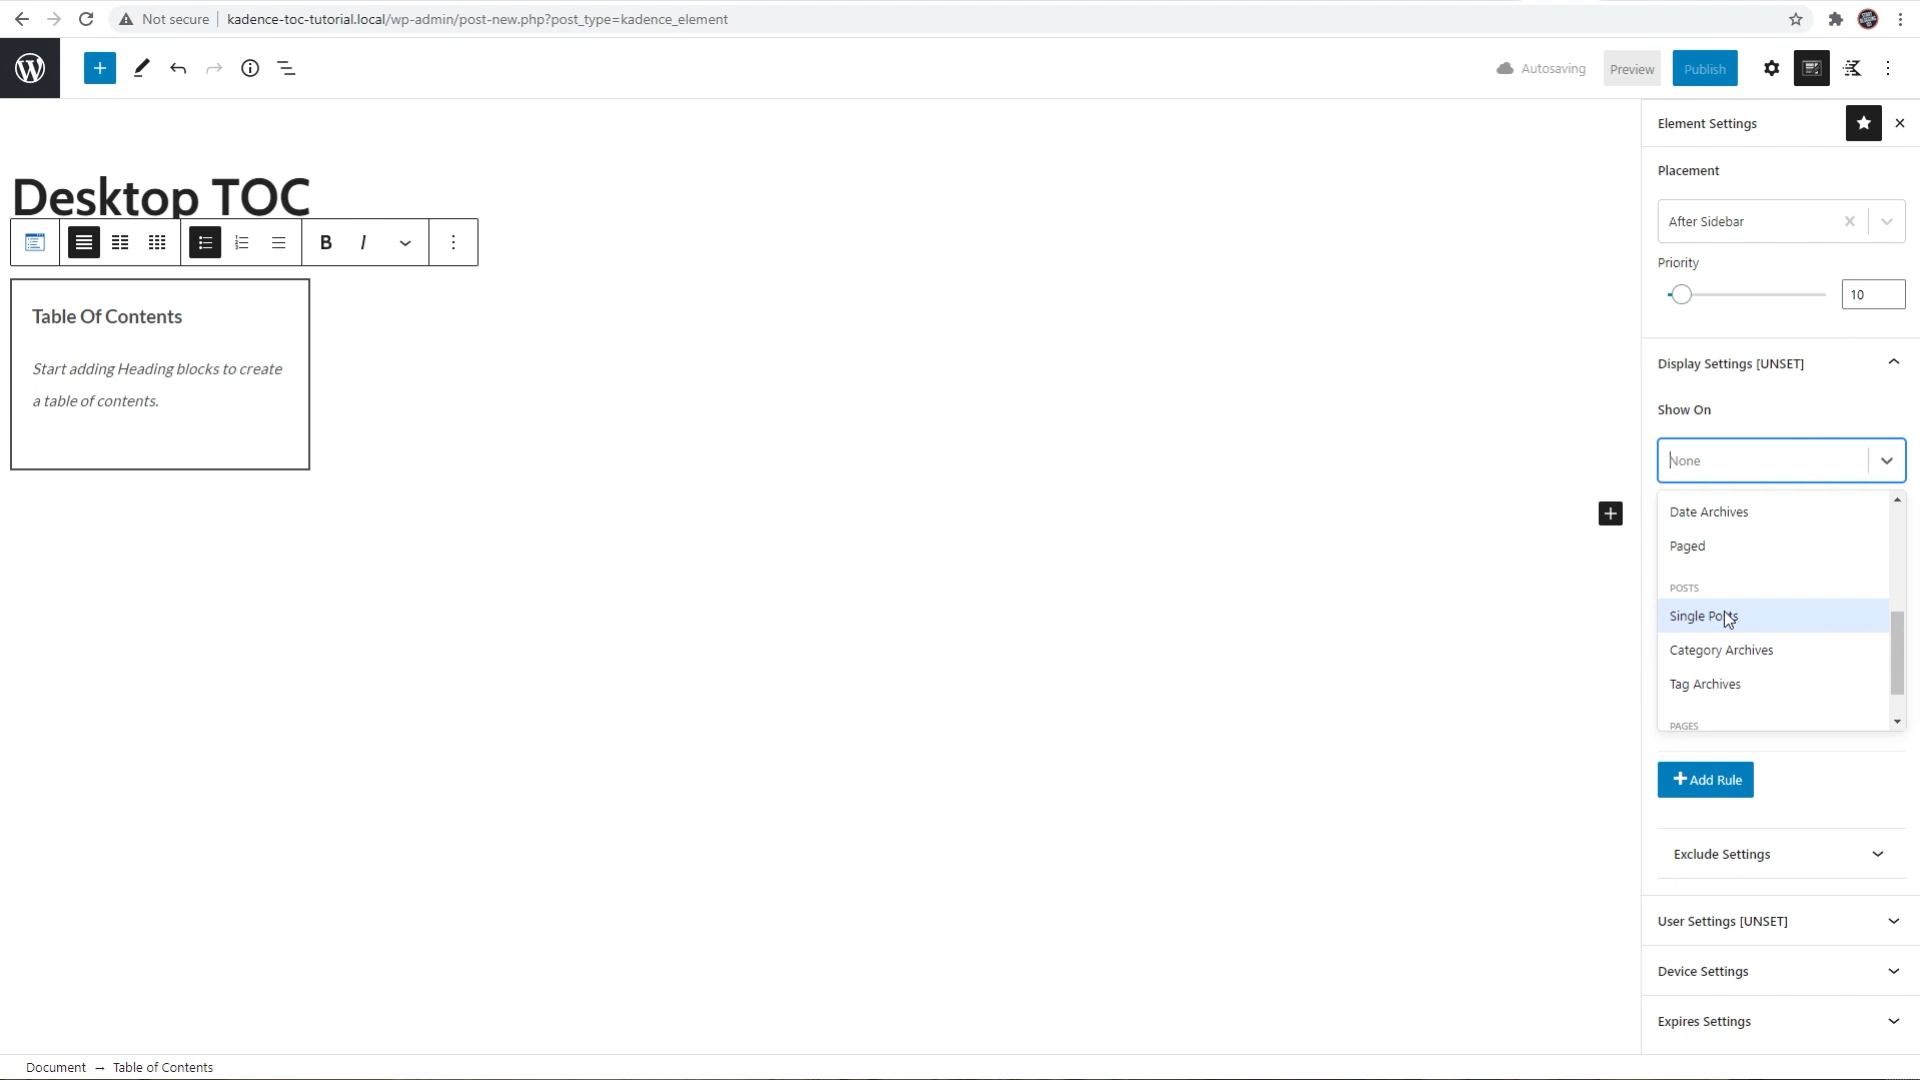 Not secure kadence-toc-tutorial.local/wp-admin/post-new.php?post_type=kadence_element
Autosaving Preview Publish
Element Settings
Placement
After Sidebar
Priority
10
Desktop TOC
B I
Table Of Contents
Start adding Heading blocks to create
a table of contents.
Display Settings [UNSET]
Show On
None
Date Archives
Paged
POSTS
Single Posts
Category Archives
Tag Archives
PAGES
Add Rule
Exclude Settings
User Settings [UNSET]
Device Settings
Expires Settings
Document → Table of Contents